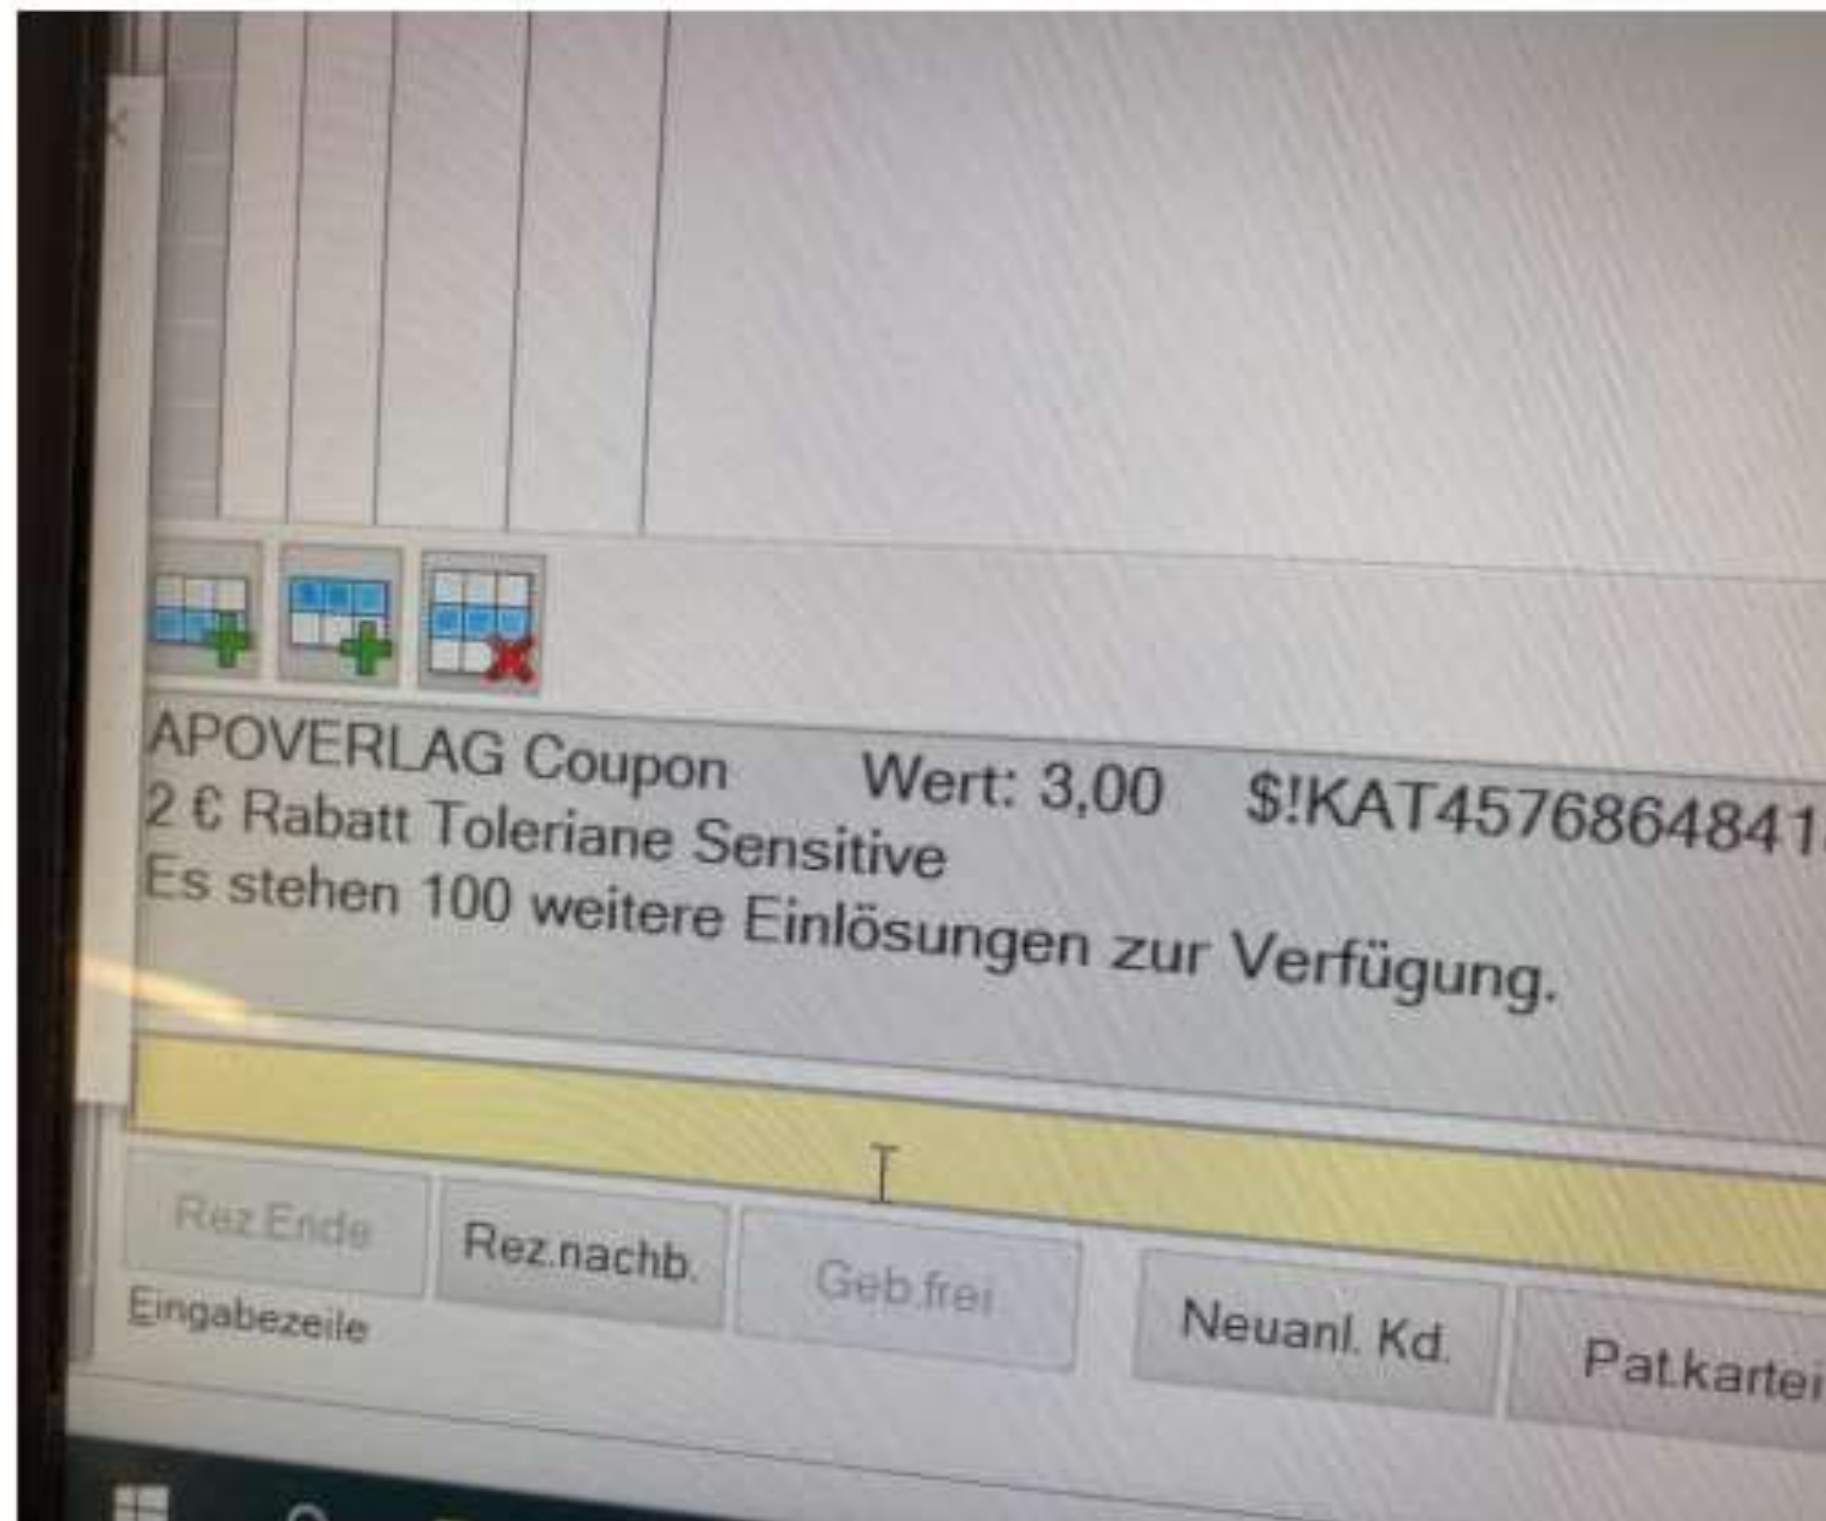 APOVERLAG Coupon Wert: 3,00 $!KAT4576864841
2 € Rabatt Toleriane Sensitive
Es stehen 100 weitere Einlösungen zur Verfügung.
Rez.Ende Rez.nachb. Geb.frei Neuanl. Kd. Pat.kartei
Eingabezeile